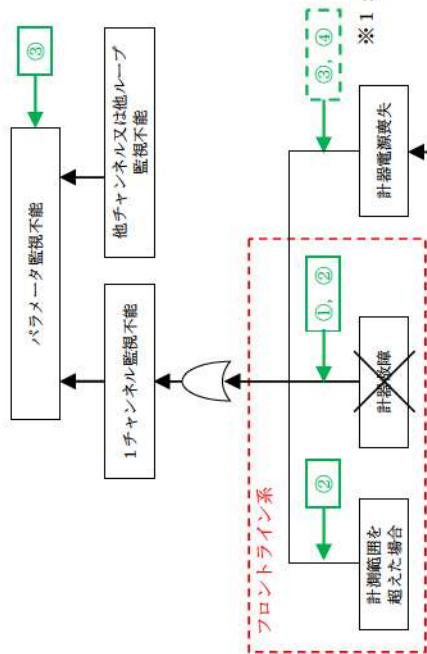 パラメータ監視不能
③
1チャンネル監視不能
他チャンネル又は他ループ
監視不能
フロントライン系
②
①，②
③，④
計測範囲を
超えた場合
計器故障
計器電源喪失
※1